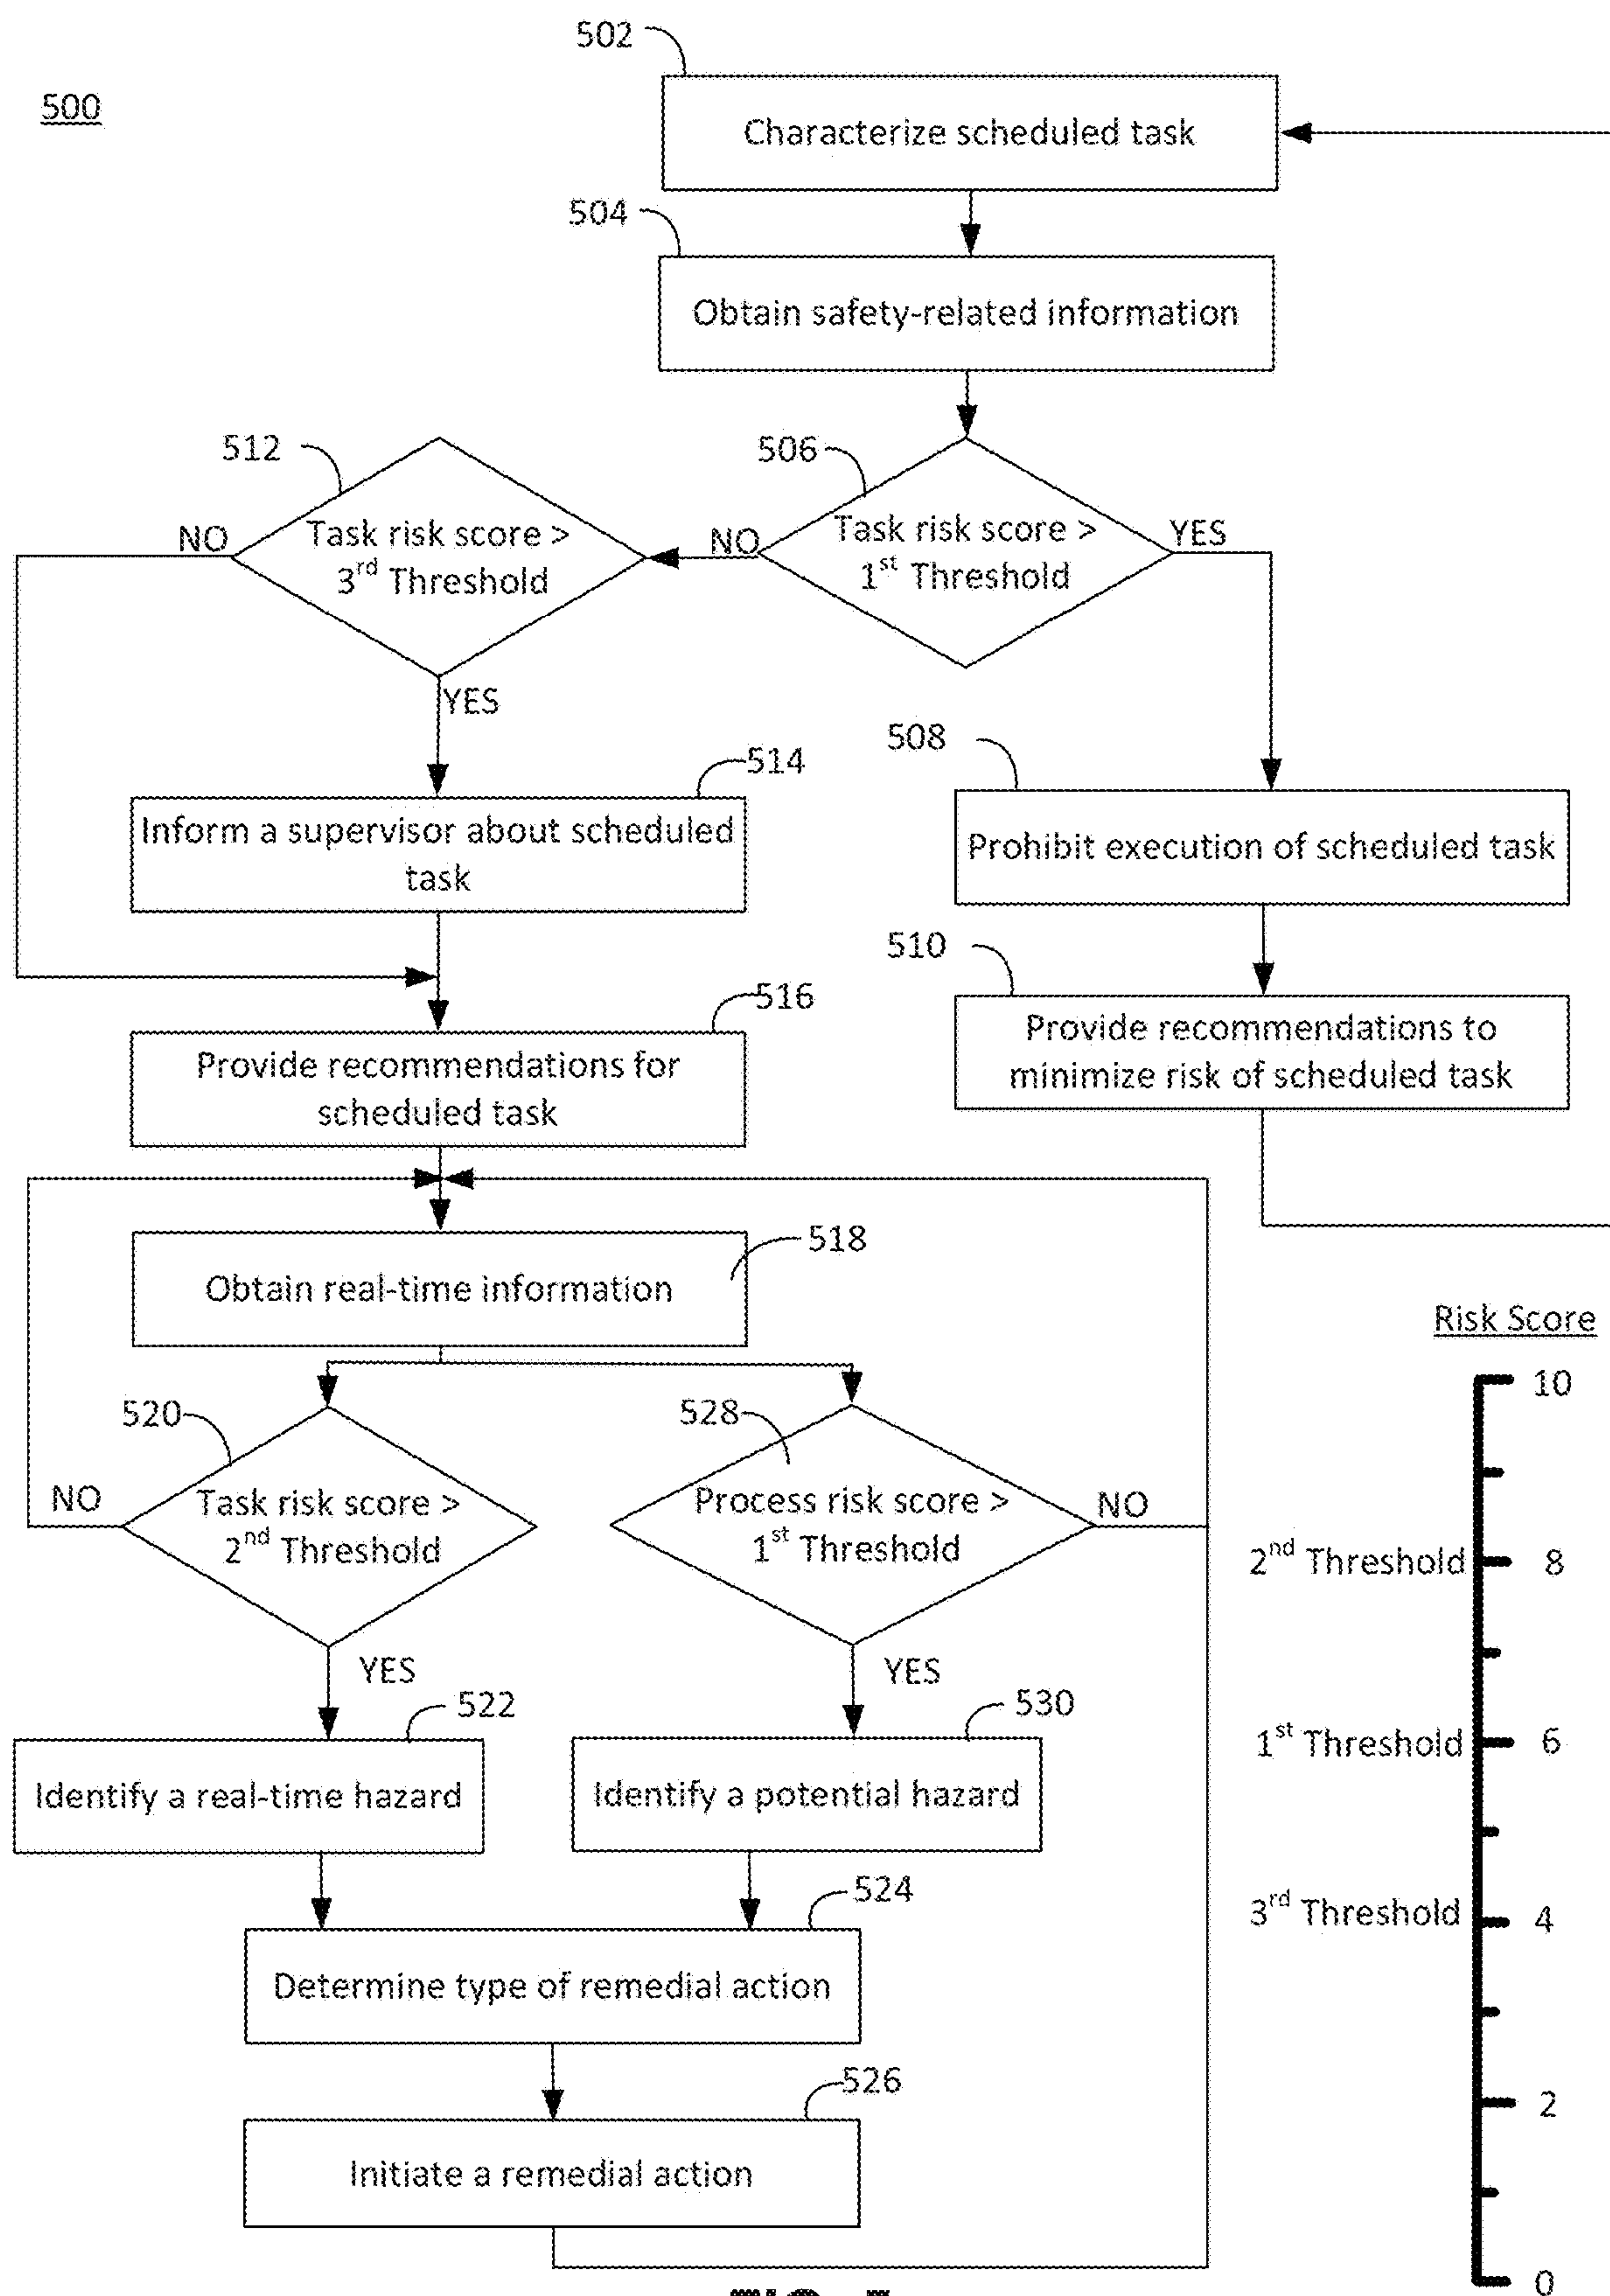 502
500
Characterize scheduled task
504
Obtain safety-related information
512
506
Task risk score >
3rd Threshold
NO
NO
Task risk score >
1st Threshold
YES
YES
508
514
Inform a supervisor about scheduled
task
Prohibit execution of scheduled task
510
516
Provide recommendations for
scheduled task
Provide recommendations to
minimize risk of scheduled task
518
Obtain real-time information
Risk Score
10
520
528
NO
Task risk score >
2nd Threshold
Process risk score >
1st Threshold
NO
2nd Threshold
8
YES
YES
522
530
1st Threshold
6
Identify a real-time hazard
Identify a potential hazard
524
3rd Threshold
4
Determine type of remedial action
526
2
Initiate a remedial action
0